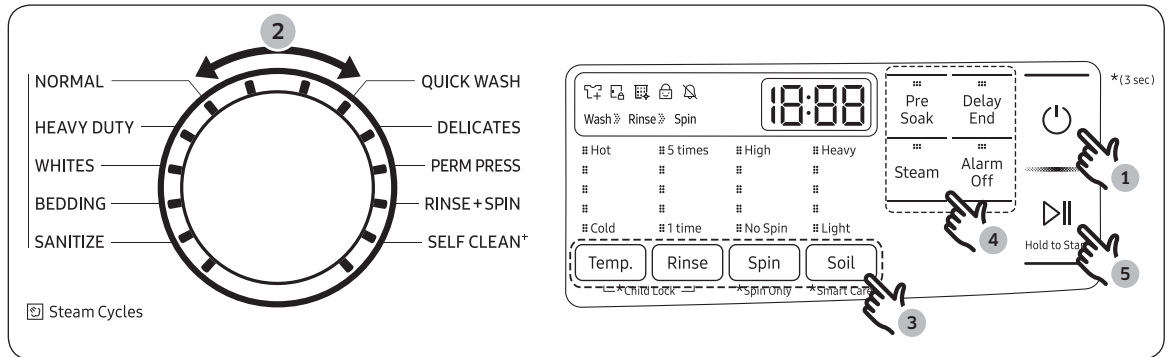 2
NORMAL
HEAVY DUTY
WHITES
BEDDING
SANITIZE
QUICK WASH
DELICATES
PERM PRESS
RINSE + SPIN
SELF CLEAN+
Steam Cycles
Wash Rinse Spin
18:88
Hot 5 times High Heavy
Cold 1 time No Spin Light
Temp. Rinse Spin Soil
*Child Lock *Spin Only *Smart Care
3
Pre Soak
Delay End
Steam
Alarm Off
4
*(3 sec)
1
Hold to Start
5